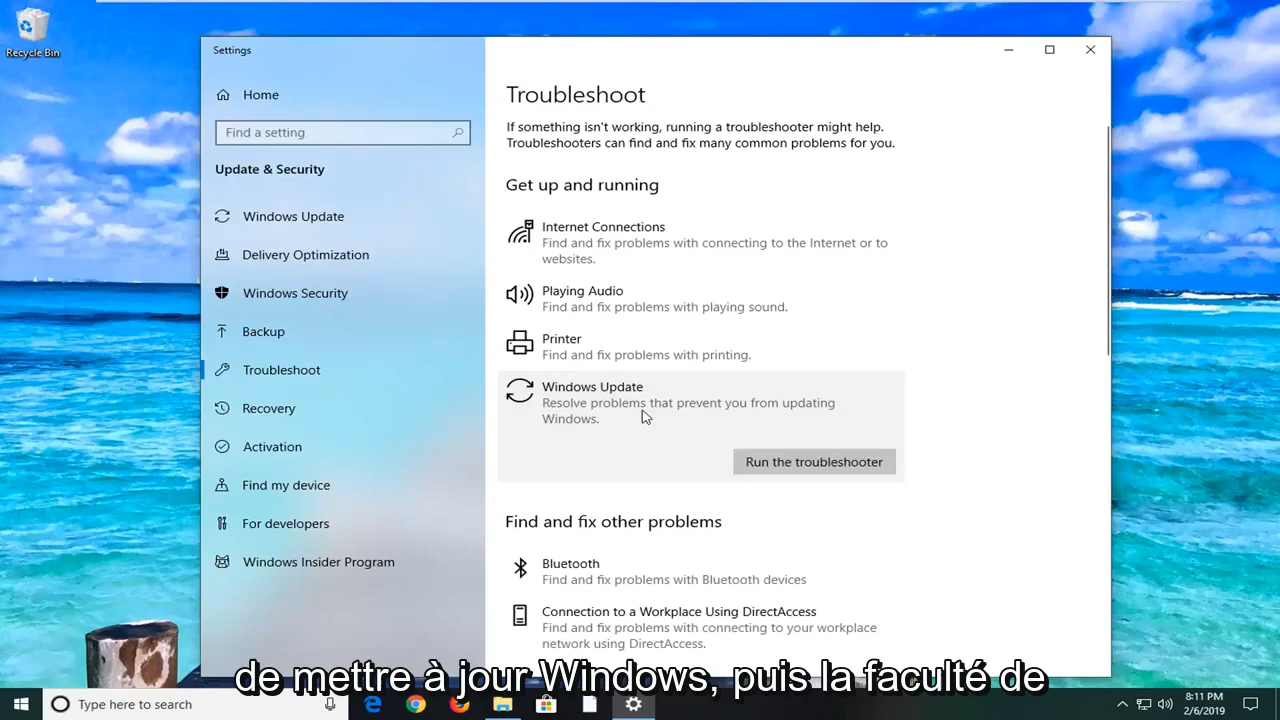 Recycle Bin
Settings
Home
Find a setting
Update & Security
Windows Update
Delivery Optimization
Windows Security
Backup
Troubleshoot
Recovery
Activation
Find my device
For developers
Windows Insider Program
Troubleshoot
If something isn't working, running a troubleshooter might help.
Troubleshooters can find and fix many common problems for you.
Get up and running
Internet Connections
Find and fix problems with connecting to the Internet or to
websites.
Playing Audio
Find and fix problems with playing sound.
Printer
Find and fix problems with printing.
Windows Update
Resolve problems that prevent you from updating
Windows.
Run the troubleshooter
Find and fix other problems
Bluetooth
Find and fix problems with Bluetooth devices
Connection to a Workplace Using DirectAccess
Find and fix problems with connecting to your workplace
network using DirectAccess.
de mettre à jour Windows, puis la faculté de
Type here to search
8:11 PM
2/6/2019